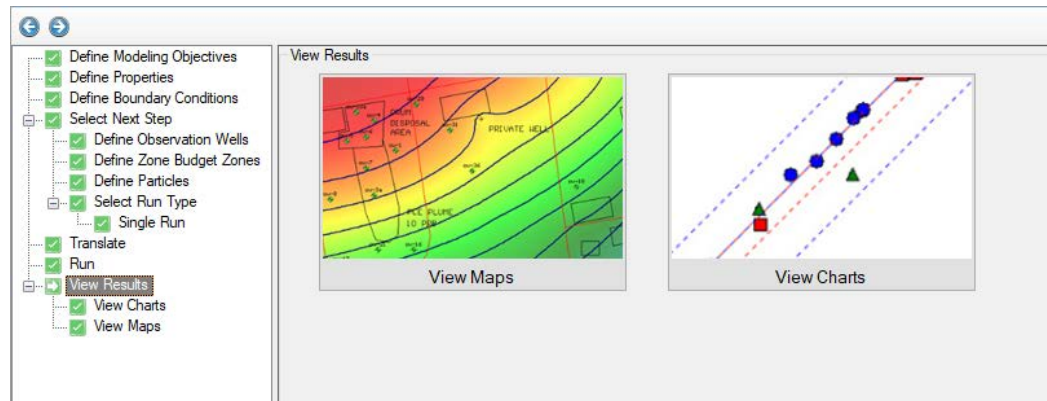 Define Modeling Objectives
Define Properties
Define Boundary Conditions
Select Next Step
Define Observation Wells
Define Zone Budget Zones
Define Particles
Select Run Type
Single Run
Translate
Run
View Results
View Charts
View Maps
View Results
DISPOSAL
AREA
PRIVATE WELL
PLUME
10 PPB
View Maps
View Charts